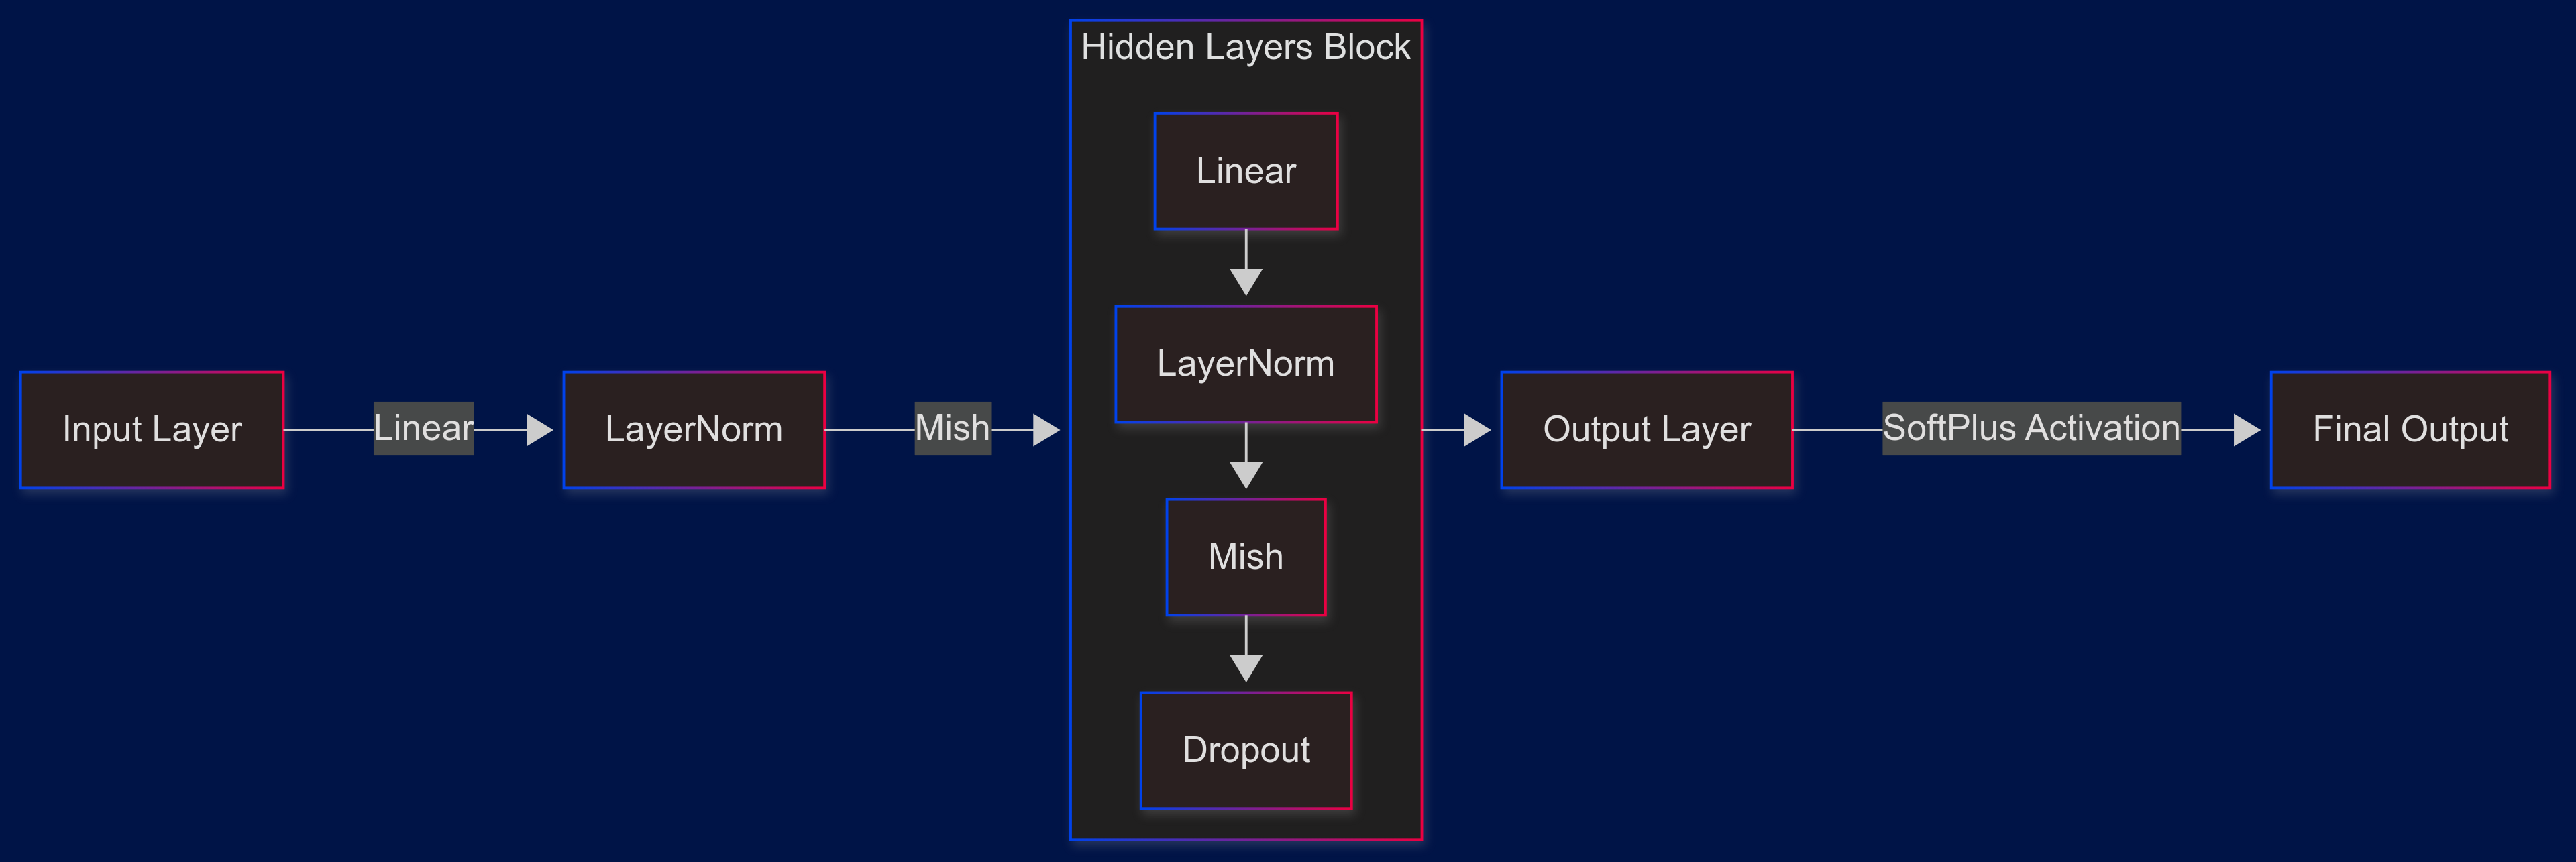 Input Layer
Linear
LayerNorm
Mish
Hidden Layers Block
Linear
LayerNorm
Mish
Dropout
Output Layer
SoftPlus Activation
Final Output